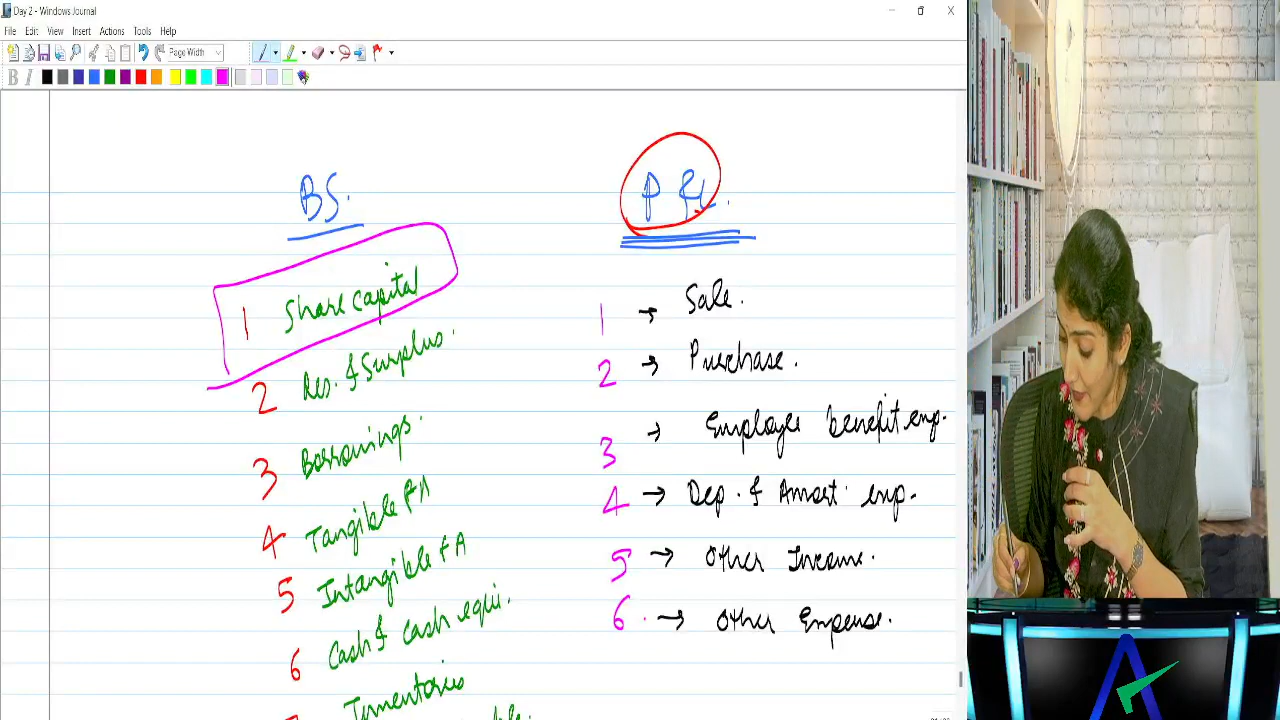 Day 2 - Windows Journal
File Edit View Insert Actions Tools Help
Page Width
B I
BS.
1 Share capital
2 Res. & Surplus.
3 Borrowings.
4 Tangible FA
5 Intangible FA
6 Cash & Cash equi.
Inventories
P &L.
1 → Sale.
2 → Purchase.
3 → Employee benefit exp.
4 → Dep. & Amort. exp.
5 → Other Income.
6 → Other Expense.